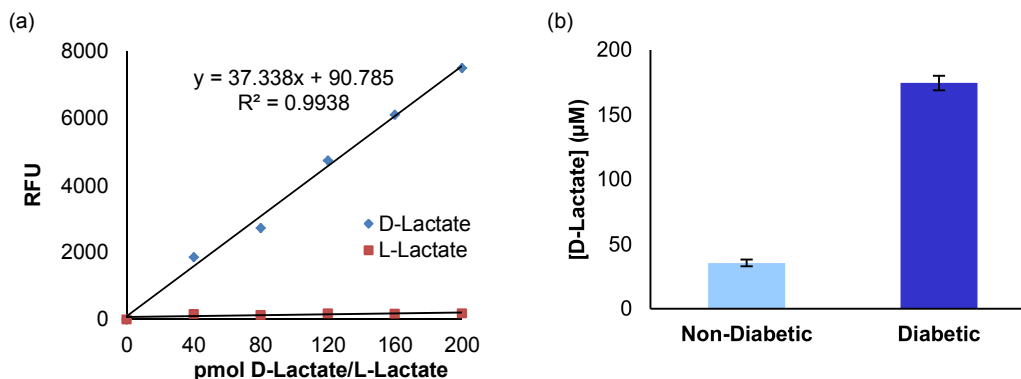 (a)
RFU
8000
6000
4000
2000
0
y = 37.338x + 90.785
R² = 0.9938
D-Lactate
L-Lactate
0 40 80 120 160 200
pmol D-Lactate/L-Lactate
(b)
[D-Lactate] (µM)
200
150
100
50
0
Non-Diabetic Diabetic